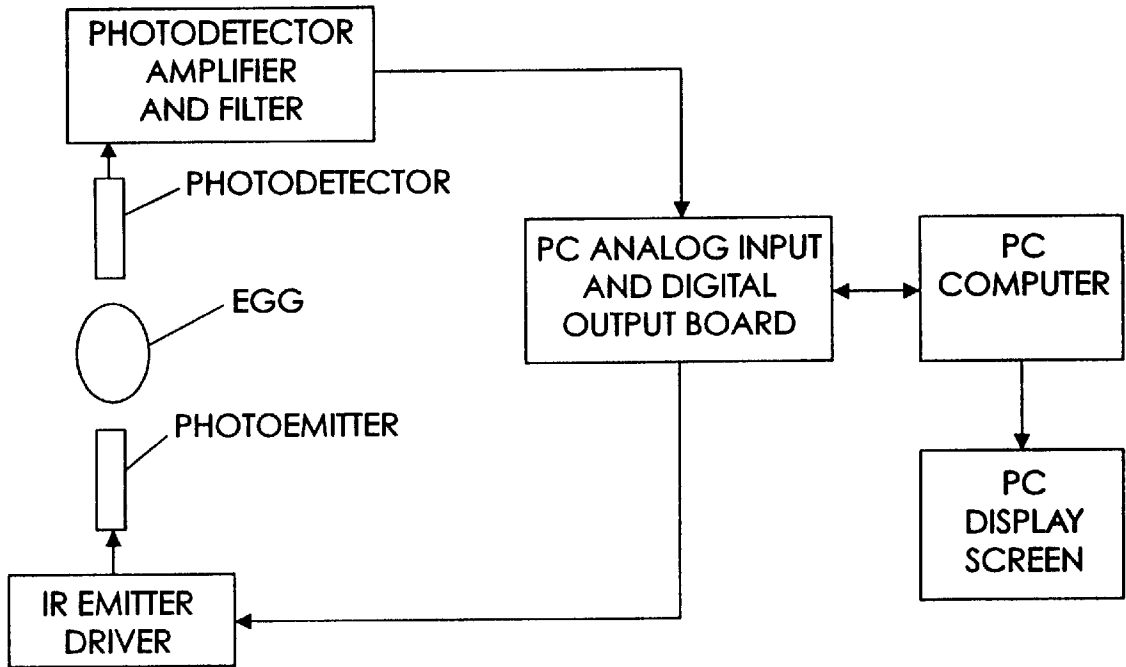 PHOTODETECTOR
AMPLIFIER
AND FILTER
PHOTODETECTOR
EGG
PHOTOEMITTER
IR EMITTER
DRIVER
PC ANALOG INPUT
AND DIGITAL
OUTPUT BOARD
PC
COMPUTER
PC
DISPLAY
SCREEN